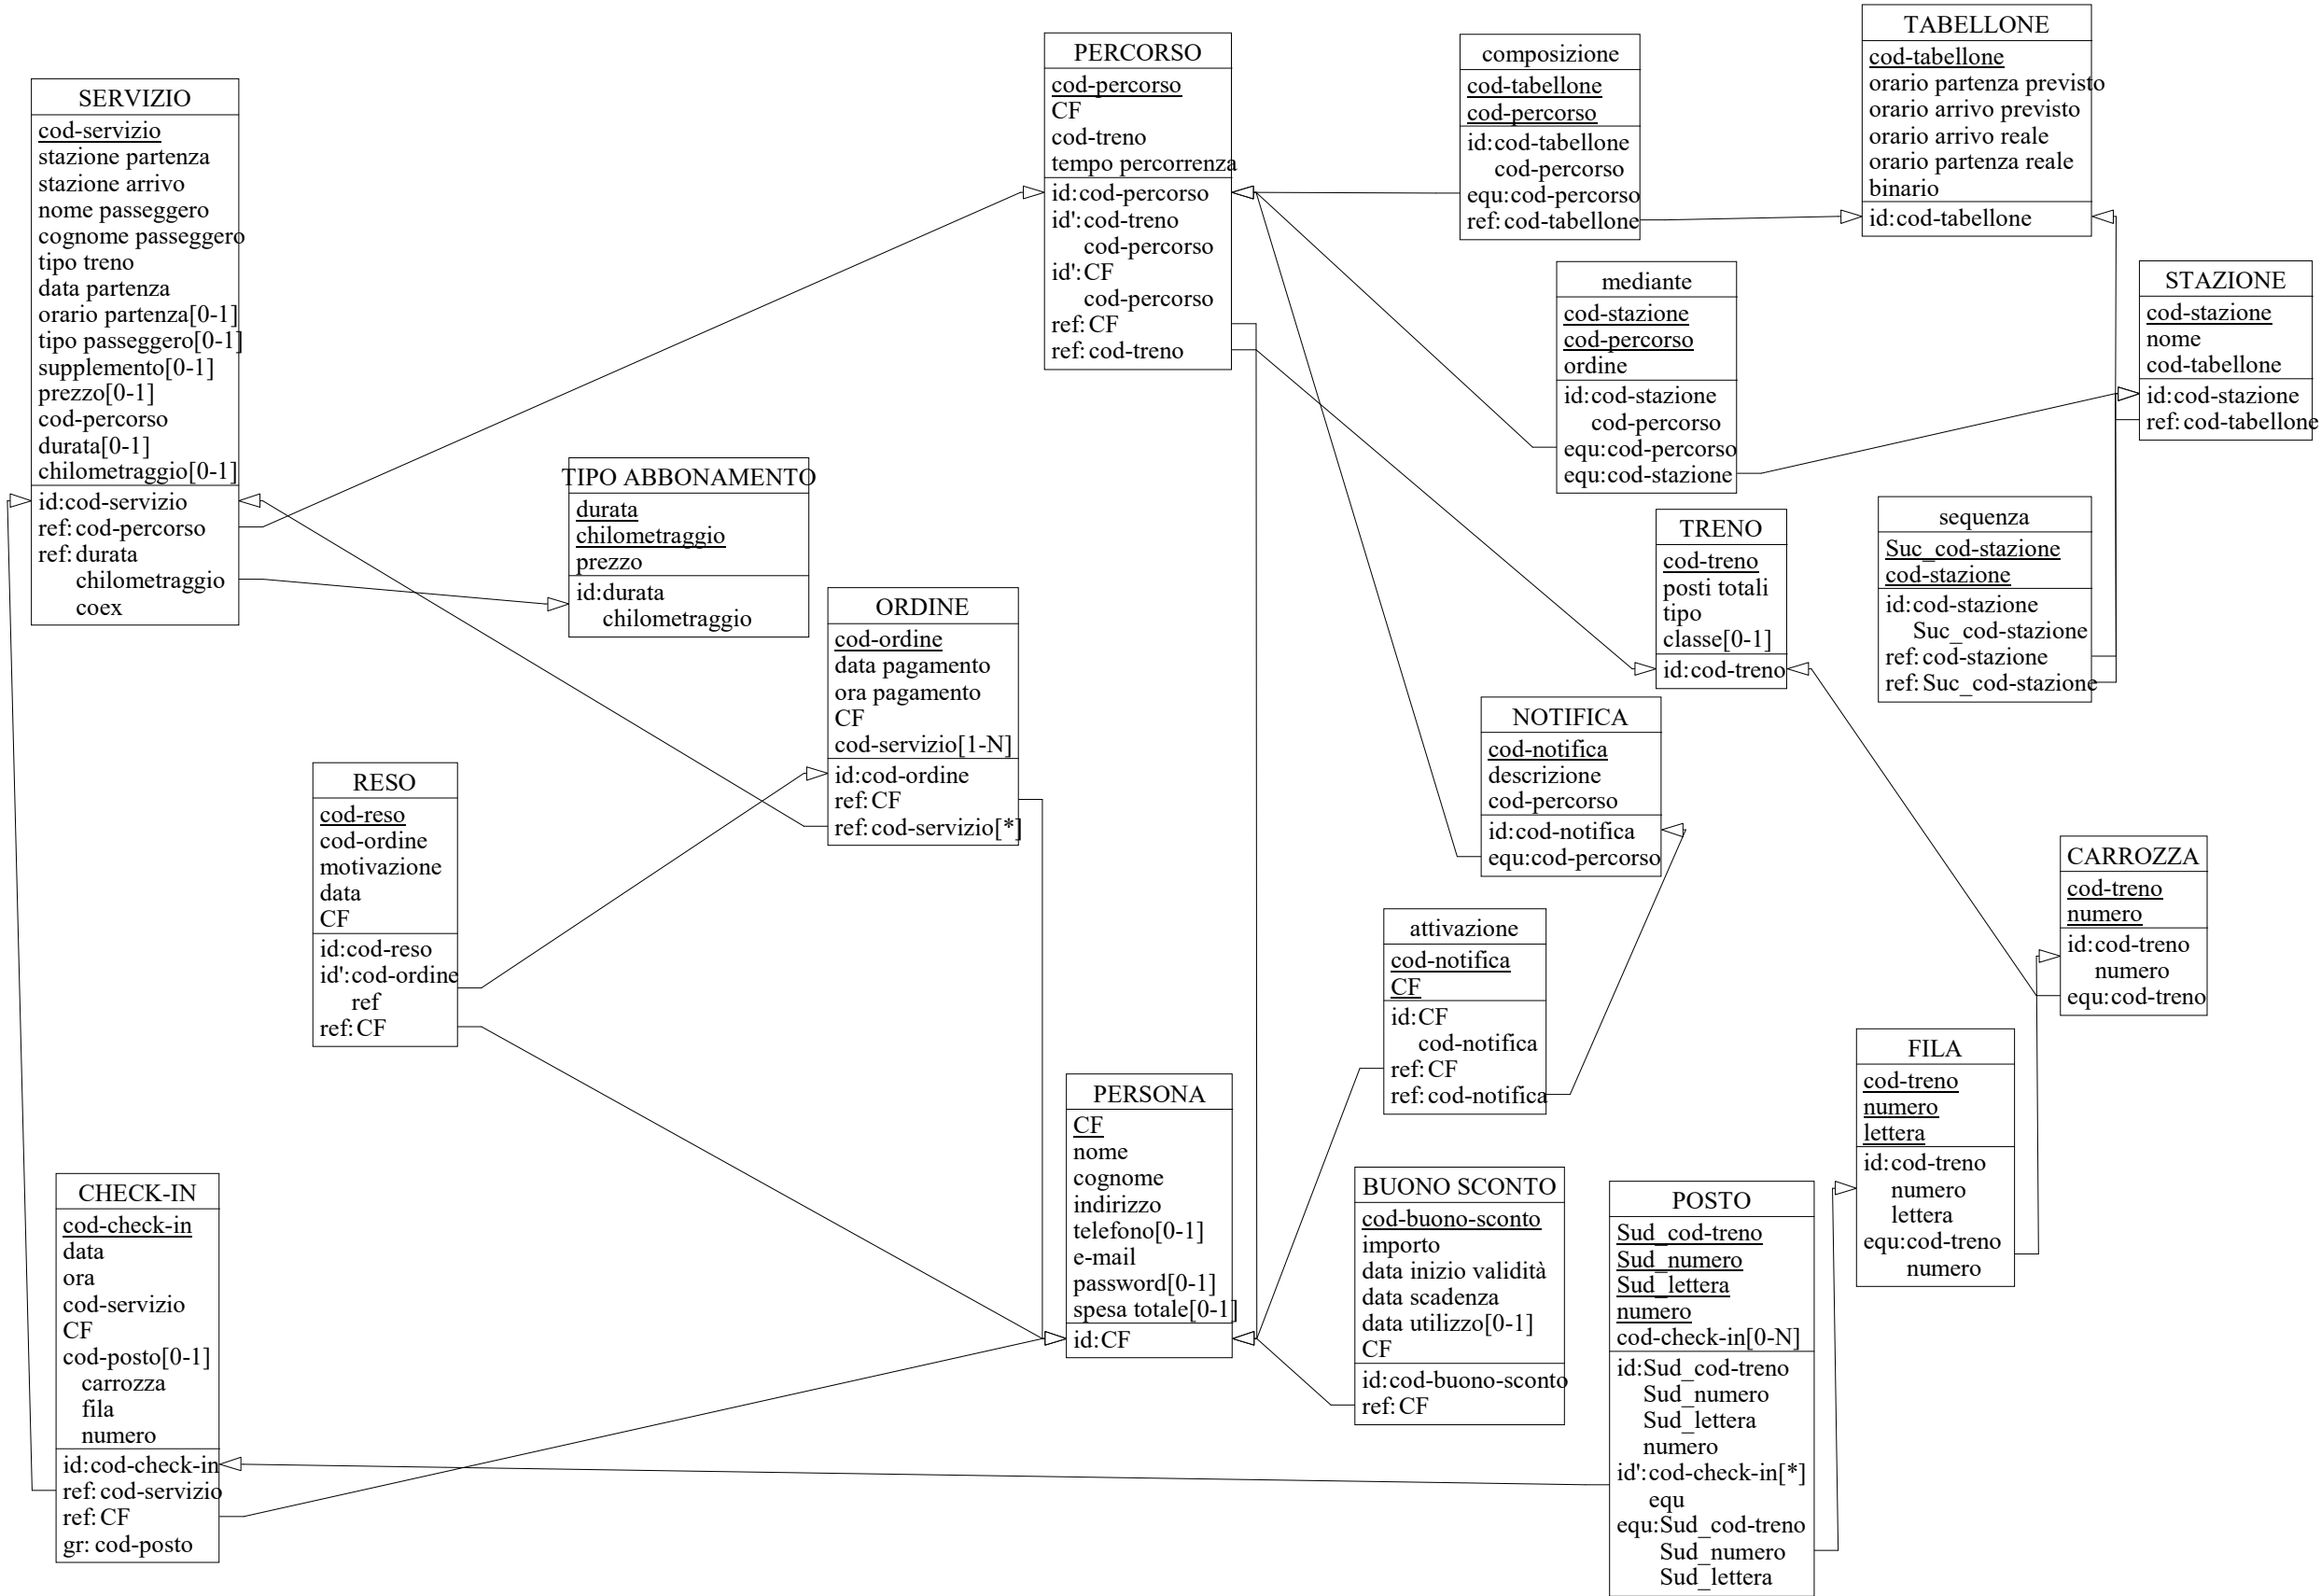 SERVIZIO
cod-servizio
stazione partenza
stazione arrivo
nome passeggero
cognome passeggero
tipo treno
data partenza
orario partenza[0-1]
tipo passeggero[0-1]
supplemento[0-1]
prezzo[0-1]
cod-percorso
durata[0-1]
chilometraggio[0-1]
id:cod-servizio
ref: cod-percorso
ref: durata
chilometraggio
coex
PERCORSO
cod-percorso
CF
cod-treno
tempo percorrenza
id:cod-percorso
id': cod-treno
cod-percorso
id': CF
cod-percorso
ref: CF
ref: cod-treno
composizione
cod-tabellone
cod-percorso
id:cod-tabellone
cod-percorso
equ:cod-percorso
ref: cod-tabellone
TABELLONE
cod-tabellone
orario partenza previsto
orario arrivo previsto
orario arrivo reale
orario partenza reale
binario
id:cod-tabellone
mediante
cod-stazione
cod-percorso
ordine
id:cod-stazione
cod-percorso
equ:cod-percorso
equ:cod-stazione
STAZIONE
cod-stazione
nome
cod-tabellone
id:cod-stazione
ref: cod-tabellone
TIPO ABBONAMENTO
durata
chilometraggio
prezzo
id:durata
chilometraggio
sequenza
Suc_cod-stazione
cod-stazione
id:cod-stazione
Suc_cod-stazione
ref: cod-stazione
ref: Suc_cod-stazione
TRENO
cod-treno
posti totali
tipo
classe[0-1]
id:cod-treno
ORDINE
cod-ordine
data pagamento
ora pagamento
CF
cod-servizio[1-N]
id:cod-ordine
ref: CF
ref: cod-servizio[*]
NOTIFICA
cod-notifica
descrizione
cod-percorso
id:cod-notifica
equ:cod-percorso
RESO
cod-reso
cod-ordine
motivazione
data
CF
id:cod-reso
id':cod-ordine
ref
ref: CF
CARROZZA
cod-treno
numero
id:cod-treno
numero
equ:cod-treno
attivazione
cod-notifica
CF
id:CF
cod-notifica
ref: CF
ref: cod-notifica
FILA
cod-treno
numero
lettera
id:cod-treno
numero
lettera
equ:cod-treno
numero
PERSONA
CF
nome
cognome
indirizzo
telefono[0-1]
e-mail
password[0-1]
spesa totale[0-1]
id:CF
CHECK-IN
cod-check-in
data
ora
cod-servizio
CF
cod-posto[0-1]
carrozza
fila
numero
id:cod-check-in
ref: cod-servizio
ref: CF
gr: cod-posto
BUONO SCONTO
cod-buono-sconto
importo
data inizio validità
data scadenza
data utilizzo[0-1]
CF
id:cod-buono-sconto
ref: CF
POSTO
Sud_cod-treno
Sud_numero
Sud_lettera
numero
cod-check-in[0-N]
id:Sud_cod-treno
Sud_numero
Sud_lettera
numero
id':cod-check-in[*]
equ
equ:Sud_cod-treno
Sud_numero
Sud_lettera